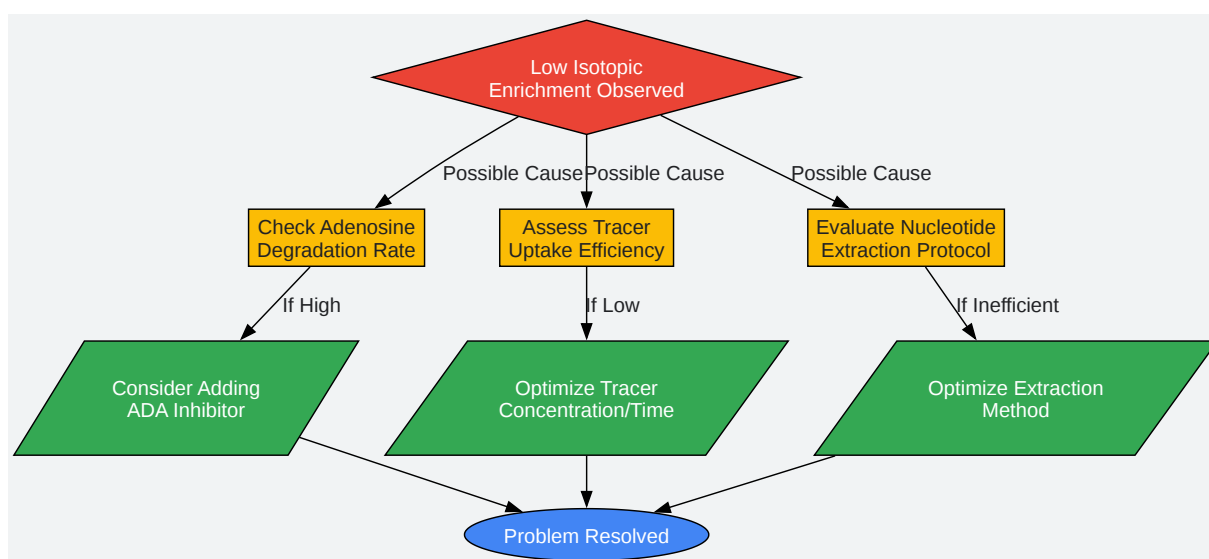 Low Isotopic
Enrichment Observed
Possible Cause
Possible Cause
Possible Cause
Check Adenosine
Degradation Rate
Assess Tracer
Uptake Efficiency
Evaluate Nucleotide
Extraction Protocol
If High
If Low
If Inefficient
Consider Adding
ADA Inhibitor
Optimize Tracer
Concentration/Time
Optimize Extraction
Method
Problem Resolved